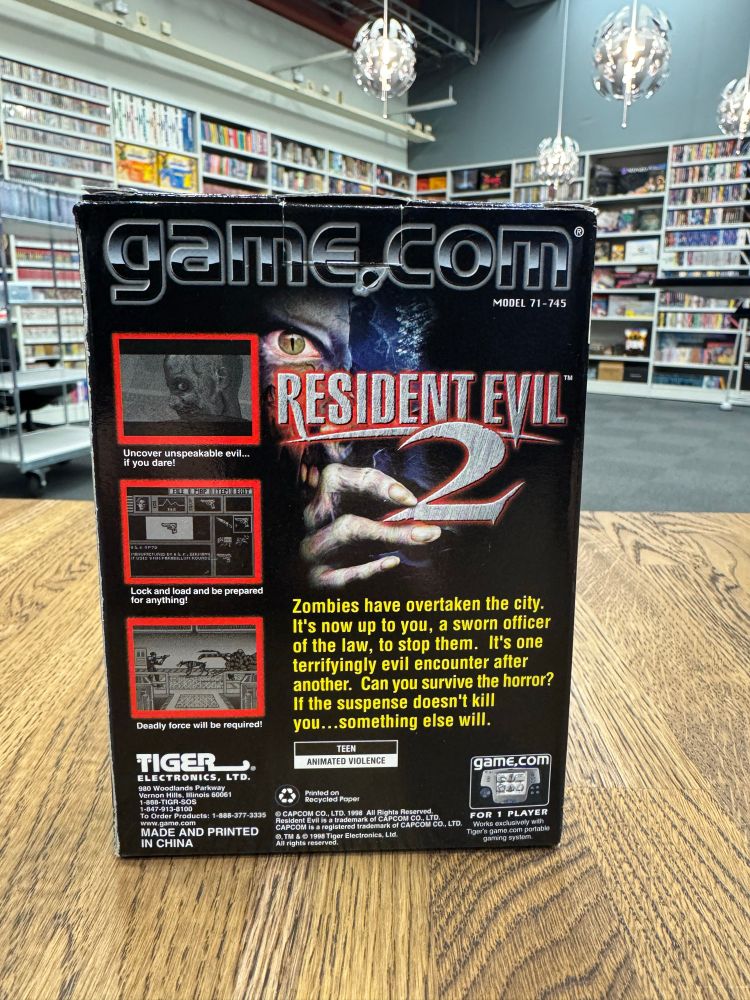 game.com®
MODEL 71-745
RESIDENT EVIL™
2
Uncover unspeakable evil...
if you dare!
FILE MAP ITEM EXIT
Lock and load and be prepared
for anything!
Deadly force will be required!
Zombies have overtaken the city.
It's now up to you, a sworn officer
of the law, to stop them. It's one
terrifyingly evil encounter after
another. Can you survive the horror?
If the suspense doesn't kill
you...something else will.
TEEN
ANIMATED VIOLENCE
TIGER®
ELECTRONICS, LTD.
980 Woodlands Parkway
Vernon Hills, Illinois 60061
1-888-TIGR-SOS
1-847-913-8100
To Order Products: 1-888-377-3335
www.game.com
MADE AND PRINTED
IN CHINA
Printed on
Recycled Paper
© CAPCOM CO., LTD. 1998 All Rights Reserved.
Resident Evil is a trademark of CAPCOM CO., LTD.
CAPCOM is a registered trademark of CAPCOM CO., LTD.
®, TM & © 1998 Tiger Electronics, Ltd.
All rights reserved.
game.com
FOR 1 PLAYER
Works exclusively with
Tiger's game.com portable
gaming system.